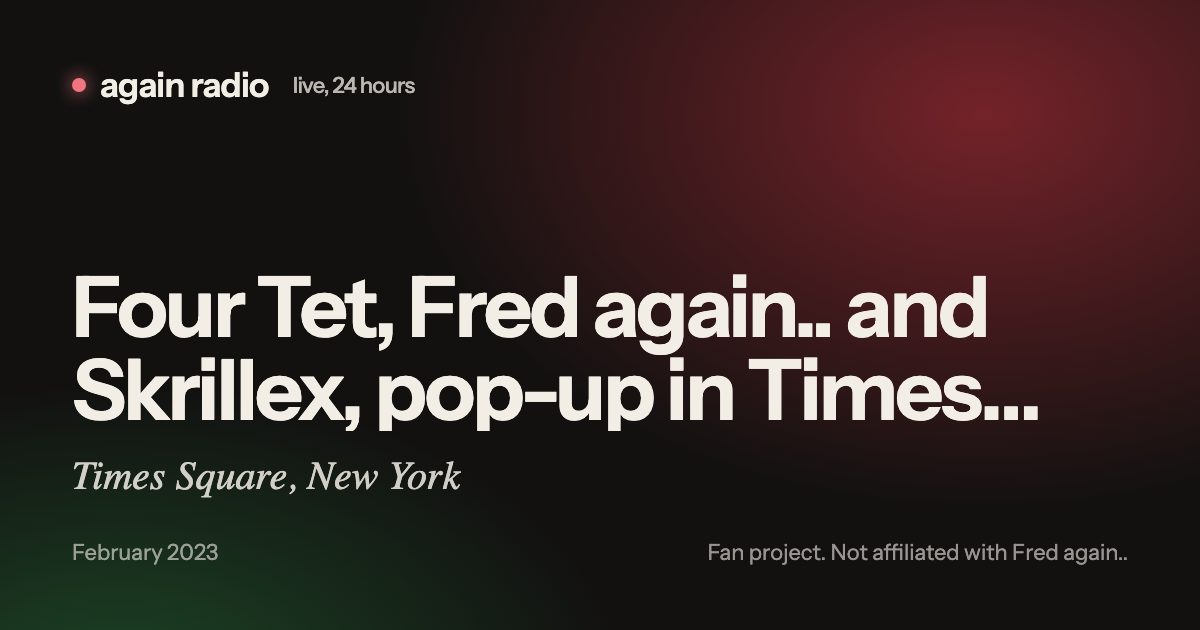 again radio live, 24 hours
Four Tet, Fred again.. and
Skrillex, pop-up in Times...
Times Square, New York
February 2023
Fan project. Not affiliated with Fred again..